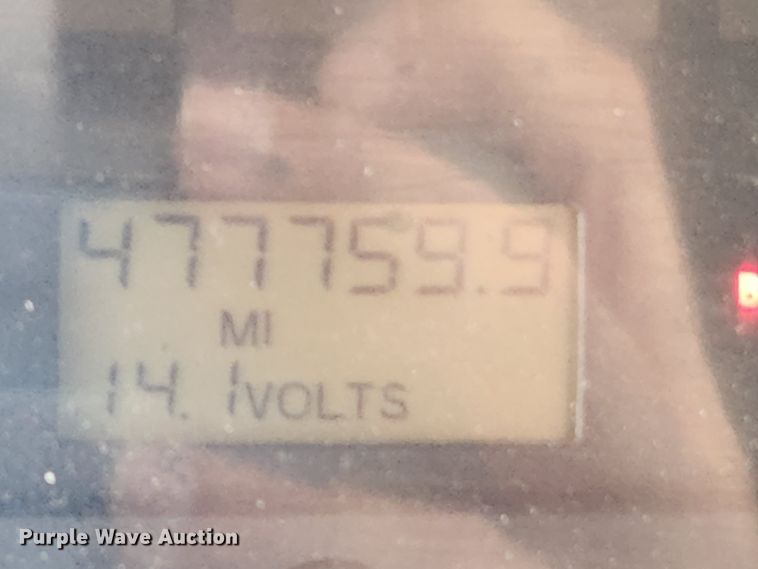 477759.9
MI
14.1VOLTS
Purple Wave Auction